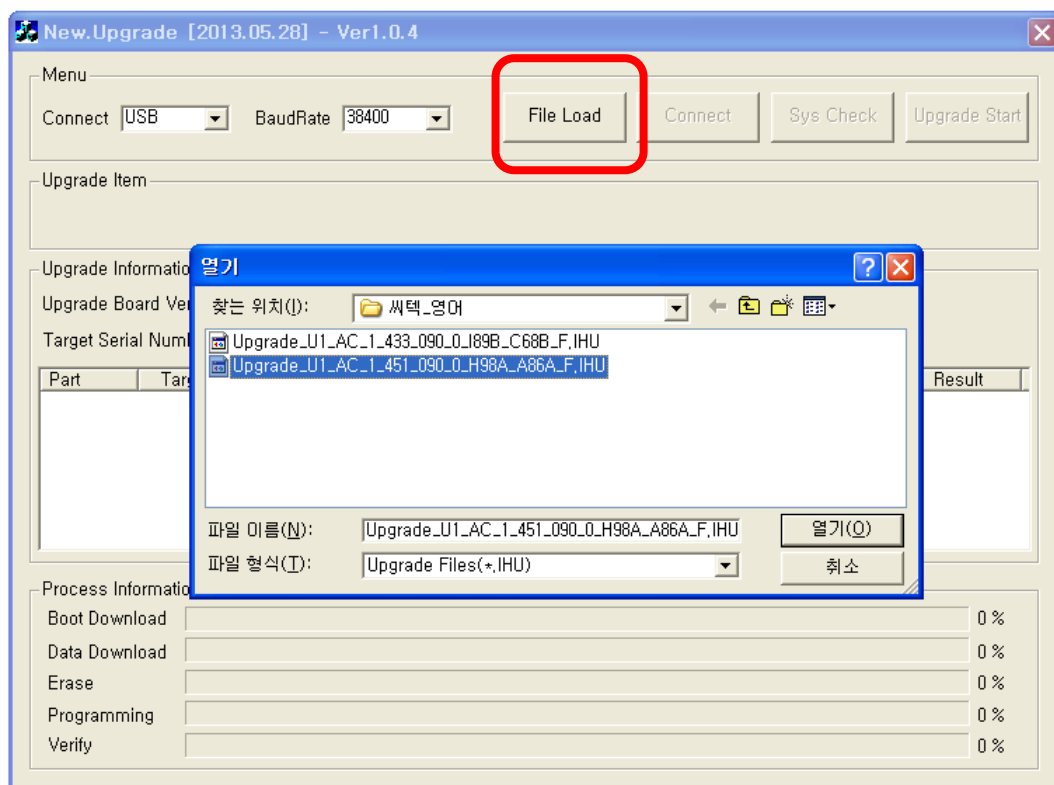 New.Upgrade [2013.05.28] - Ver1.0.4
Menu
Connect USB BaudRate 38400 File Load Connect Sys Check Upgrade Start
Upgrade Item
Upgrade Informatio
Upgrade Board Ve
Target Serial Num
Part Tar Result
열기
찾는 위치(I): 씨텍_영어
Upgrade_U1_AC_1_433_090_0_I89B_C68B_F.IHU
Upgrade_U1_AC_1_451_090_0_H98A_A86A_F.IHU
파일 이름(N): Upgrade_U1_AC_1_451_090_0_H98A_A86A_F.IHU 열기(O)
파일 형식(T): Upgrade Files(*.IHU) 취소
Process Informatio
Boot Download 0 %
Data Download 0 %
Erase 0 %
Programming 0 %
Verify 0 %